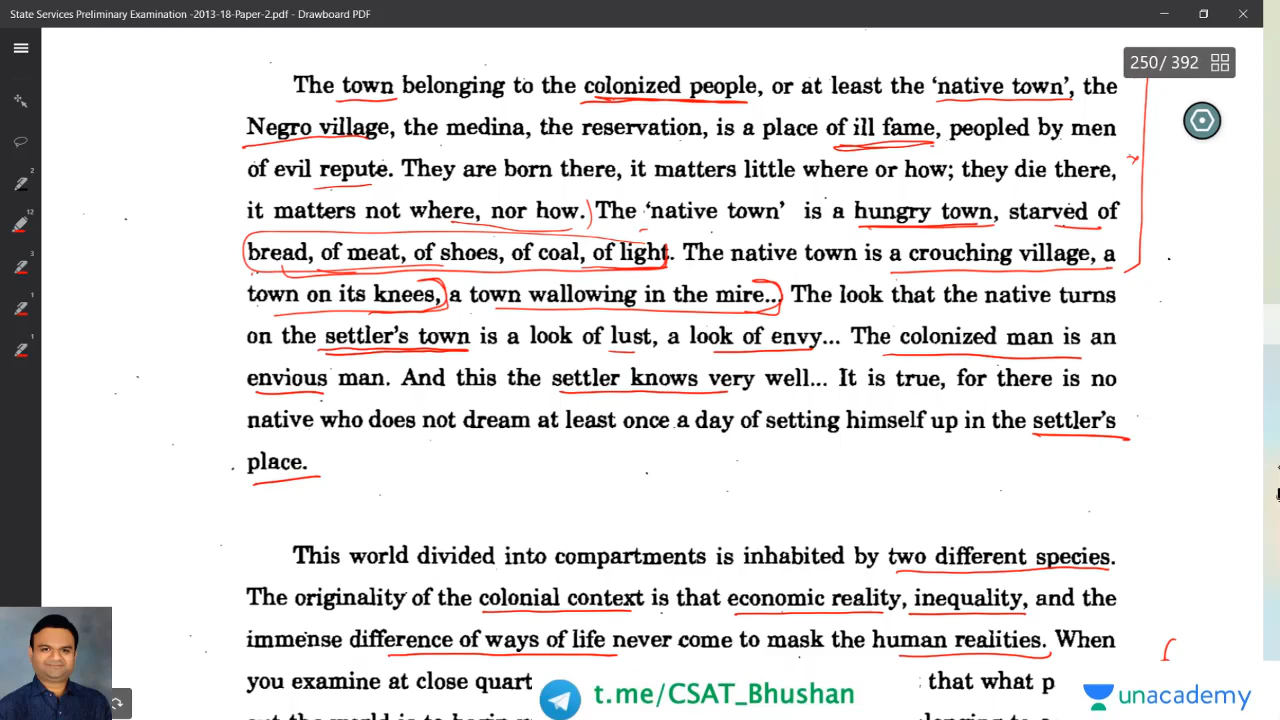 State Services Preliminary Examination -2013-18-Paper-2.pdf - Drawboard PDF
250/ 392
The town belonging to the colonized people, or at least the ‘native town’, the
Negro village, the medina, the reservation, is a place of ill fame, peopled by men
of evil repute. They are born there, it matters little where or how; they die there,
it matters not where, nor how. The ‘native town’ is a hungry town, starved of
bread, of meat, of shoes, of coal, of light. The native town is a crouching village, a
town on its knees, a town wallowing in the mire... The look that the native turns
on the settler’s town is a look of lust, a look of envy... The colonized man is an
envious man. And this the settler knows very well... It is true, for there is no
native who does not dream at least once a day of setting himself up in the settler’s
place.
This world divided into compartments is inhabited by two different species.
The originality of the colonial context is that economic reality, inequality, and the
immense difference of ways of life never come to mask the human realities. When
you examine at close quart that what p
t.me/CSAT_Bhushan
unacademy
2
12
3
1
1